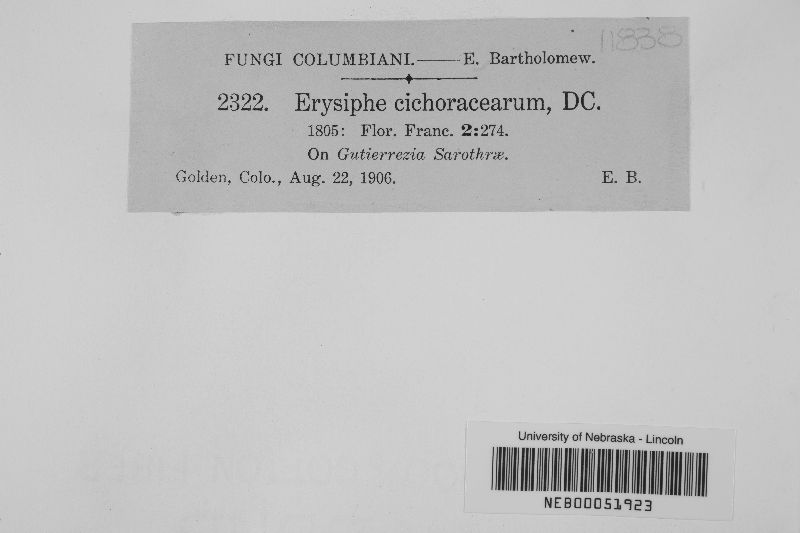 11838
FUNGI COLUMBIANI.——E. Bartholomew.
2322. Erysiphe cichoracearum, DC.
1805: Flor. Franc. 2:274.
On Gutierrezia Sarothræ.
Golden, Colo., Aug. 22, 1906. E. B.
University of Nebraska - Lincoln
NEB00051923